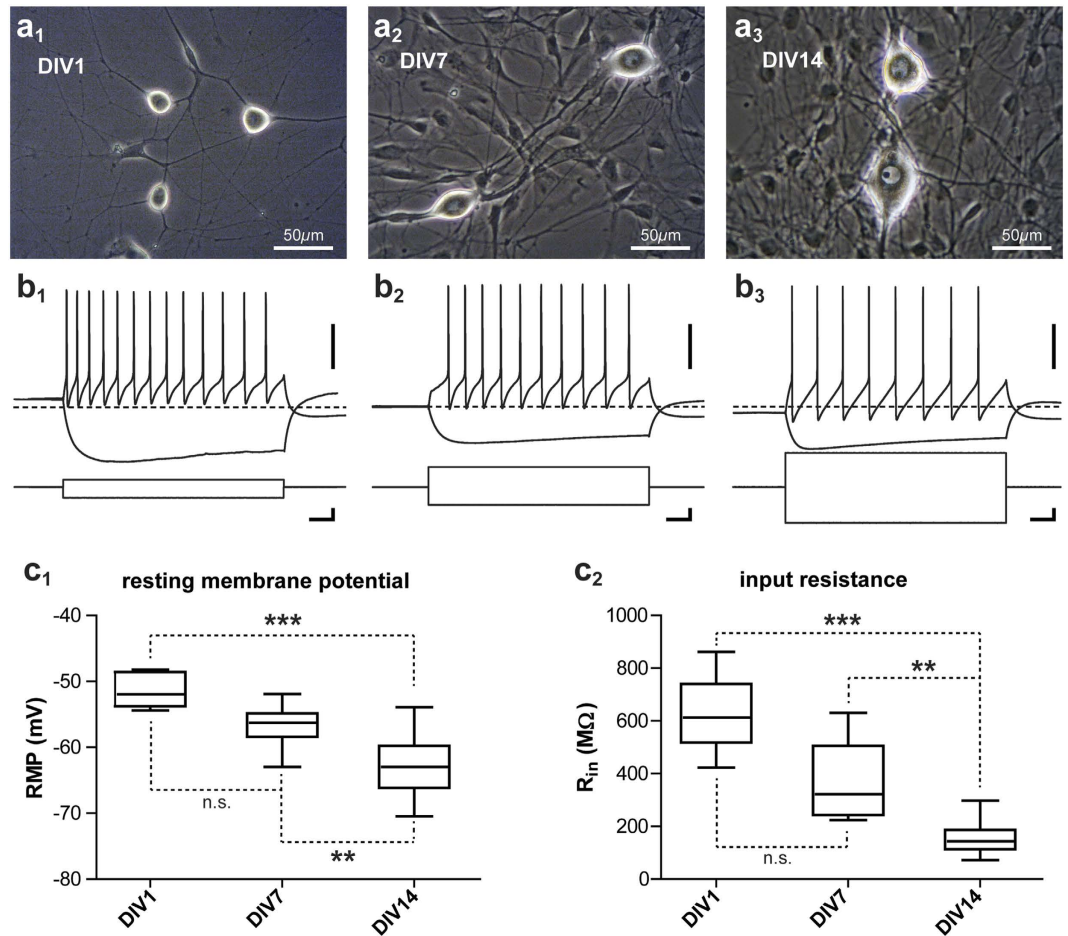 a1
DIV1
50µm
a2
DIV7
50µm
a3
DIV14
50µm
b1
b2
b3
c1
resting membrane potential
RMP (mV)
-40
-50
-60
-70
-80
***
n.s.
**
DIV1
DIV7
DIV14
c2
input resistance
Rin (MΩ)
1000
800
600
400
200
0
***
**
n.s.
DIV1
DIV7
DIV14